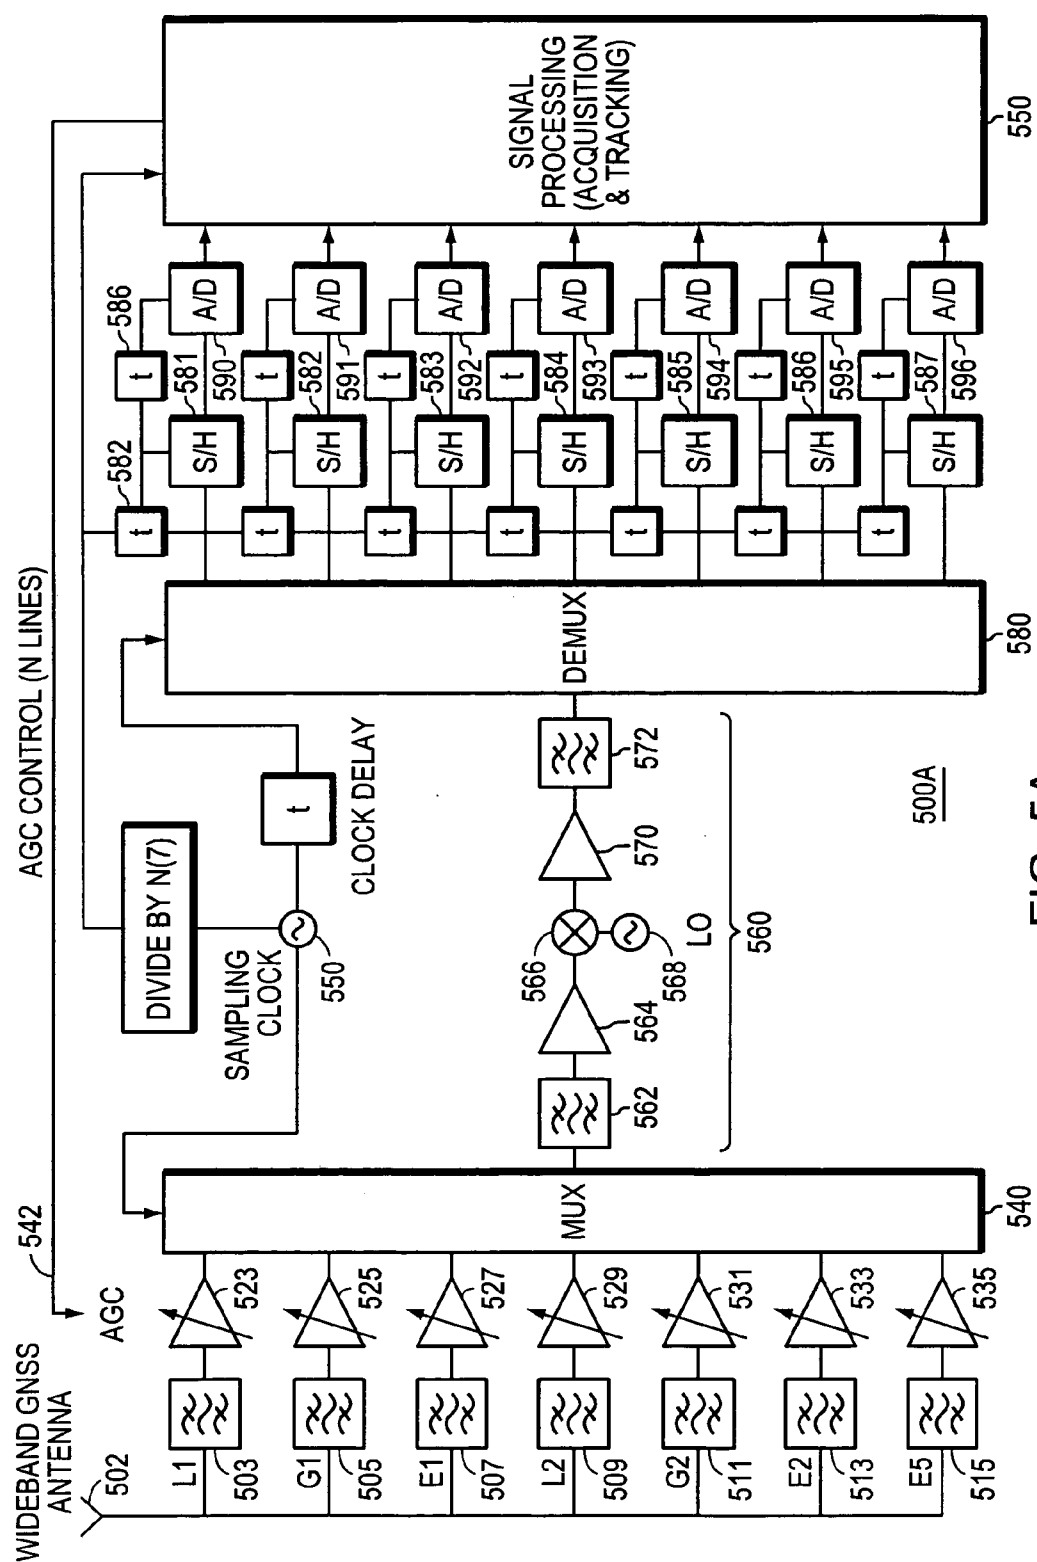 WIDEBAND GNSS
ANTENNA
502
542
AGC
AGC CONTROL (N LINES)
L1
503
523
G1
505
525
E1
507
527
L2
509
529
G2
511
531
E2
513
533
E5
515
535
MUX
540
SAMPLING
CLOCK
550
DIVIDE BY N(7)
t
CLOCK DELAY
562
564
566
568
LO
570
572
560
DEMUX
580
t
582
t
586
S/H
581
A/D
590
t
t
S/H
582
A/D
591
t
t
S/H
583
A/D
592
t
t
S/H
584
A/D
593
t
t
S/H
585
A/D
594
t
t
S/H
586
A/D
595
t
t
S/H
587
A/D
596
SIGNAL
PROCESSING
(ACQUISITION
& TRACKING)
550
500A
FIG. 5A